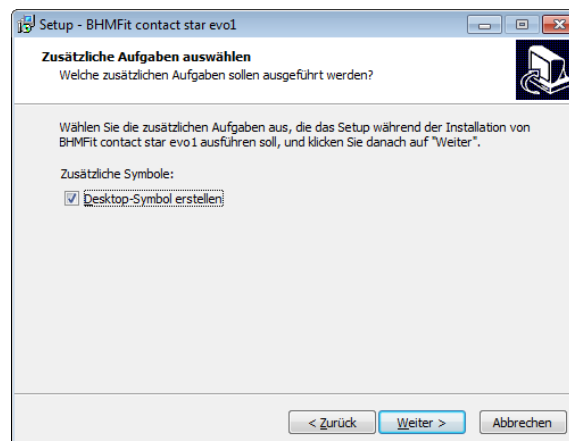 Setup - BHMFit contact star evo1
Zusätzliche Aufgaben auswählen
Welche zusätzlichen Aufgaben sollen ausgeführt werden?
Wählen Sie die zusätzlichen Aufgaben aus, die das Setup während der Installation von
BHMFit contact star evo1 ausführen soll, und klicken Sie danach auf "Weiter".
Zusätzliche Symbole:
Desktop-Symbol erstellen
< Zurück Weiter > Abbrechen